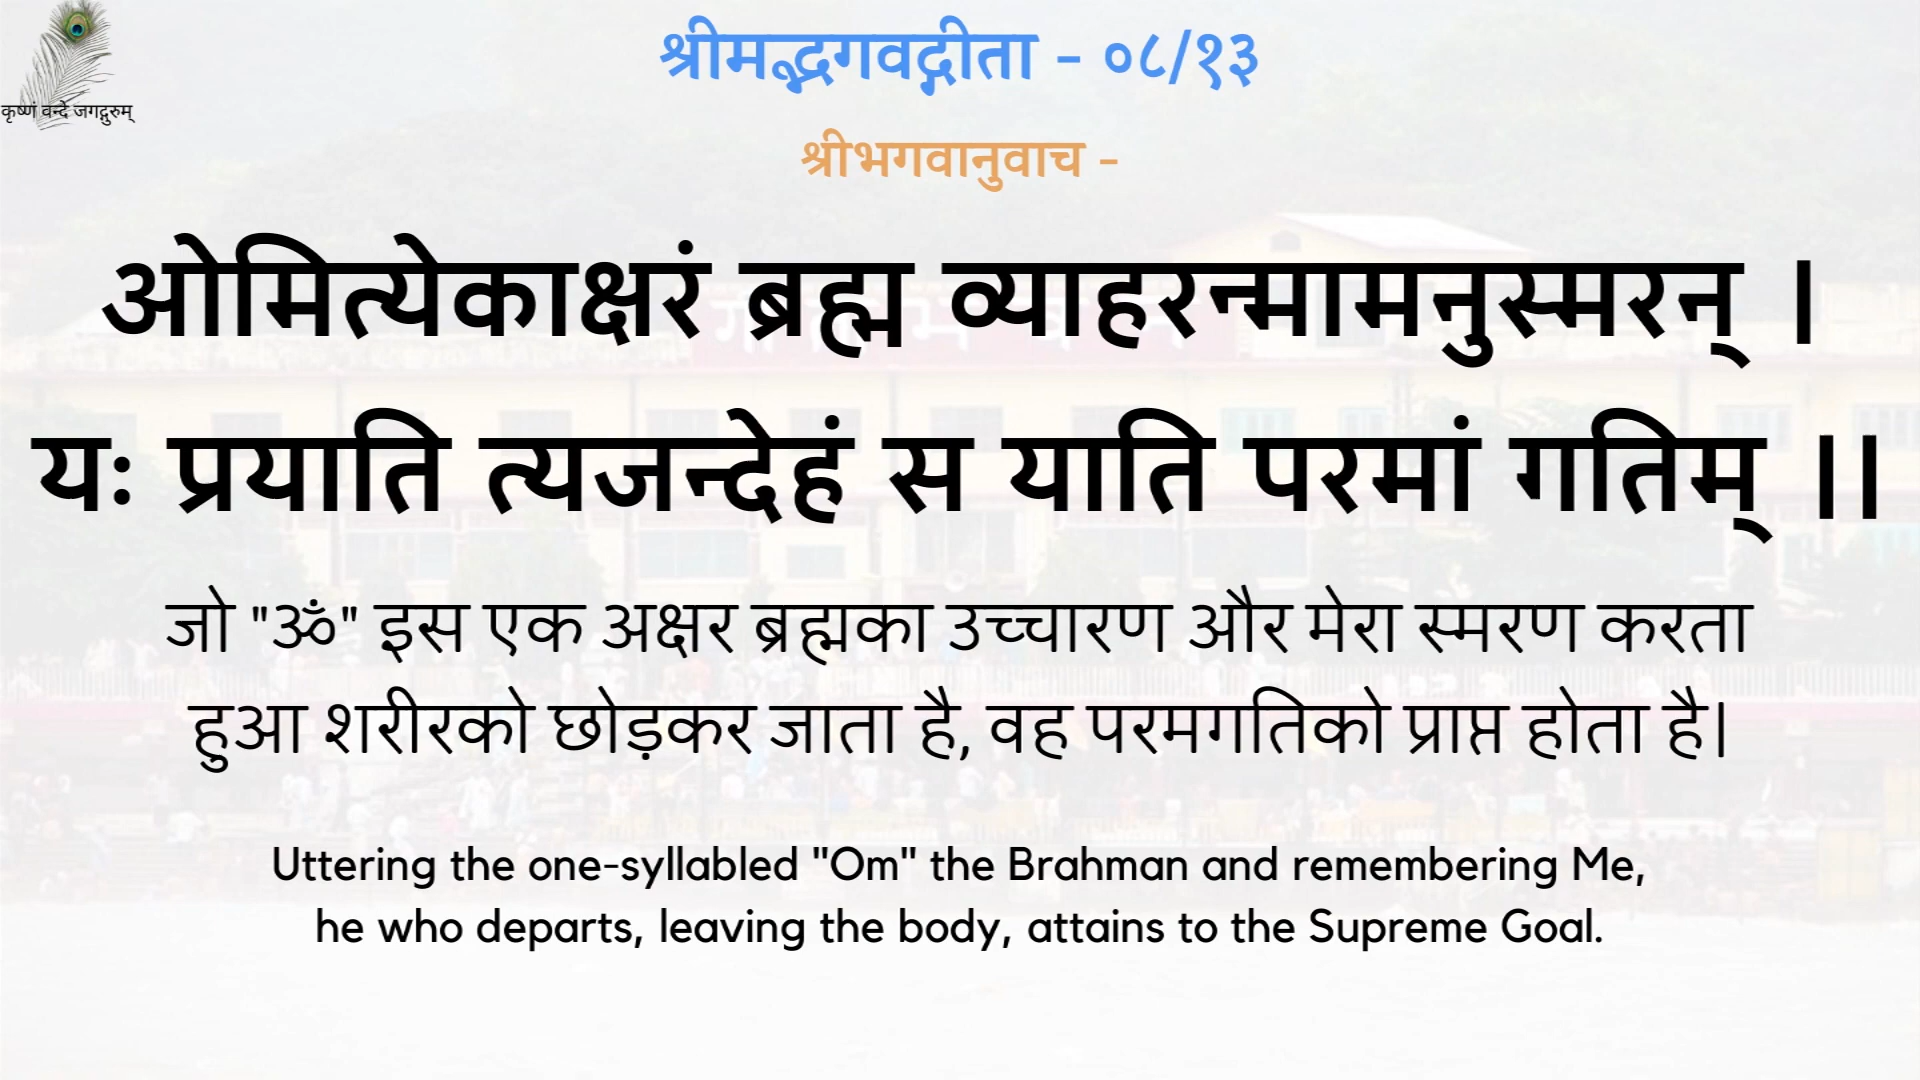 कृष्णं वन्दे जगद्गुरुम्
श्रीमद्भगवद्गीता - ०८/१३
श्रीभगवानुवाच -
ओमित्येकाक्षरं ब्रह्म व्याहरन्मामनुस्मरन् ।
यः प्रयाति त्यजन्देहं स याति परमां गतिम् ।।
जो "ॐ" इस एक अक्षर ब्रह्मका उच्चारण और मेरा स्मरण करता
हुआ शरीरको छोड़कर जाता है, वह परमगतिको प्राप्त होता है।
Uttering the one-syllabled "Om" the Brahman and remembering Me,
he who departs, leaving the body, attains to the Supreme Goal.